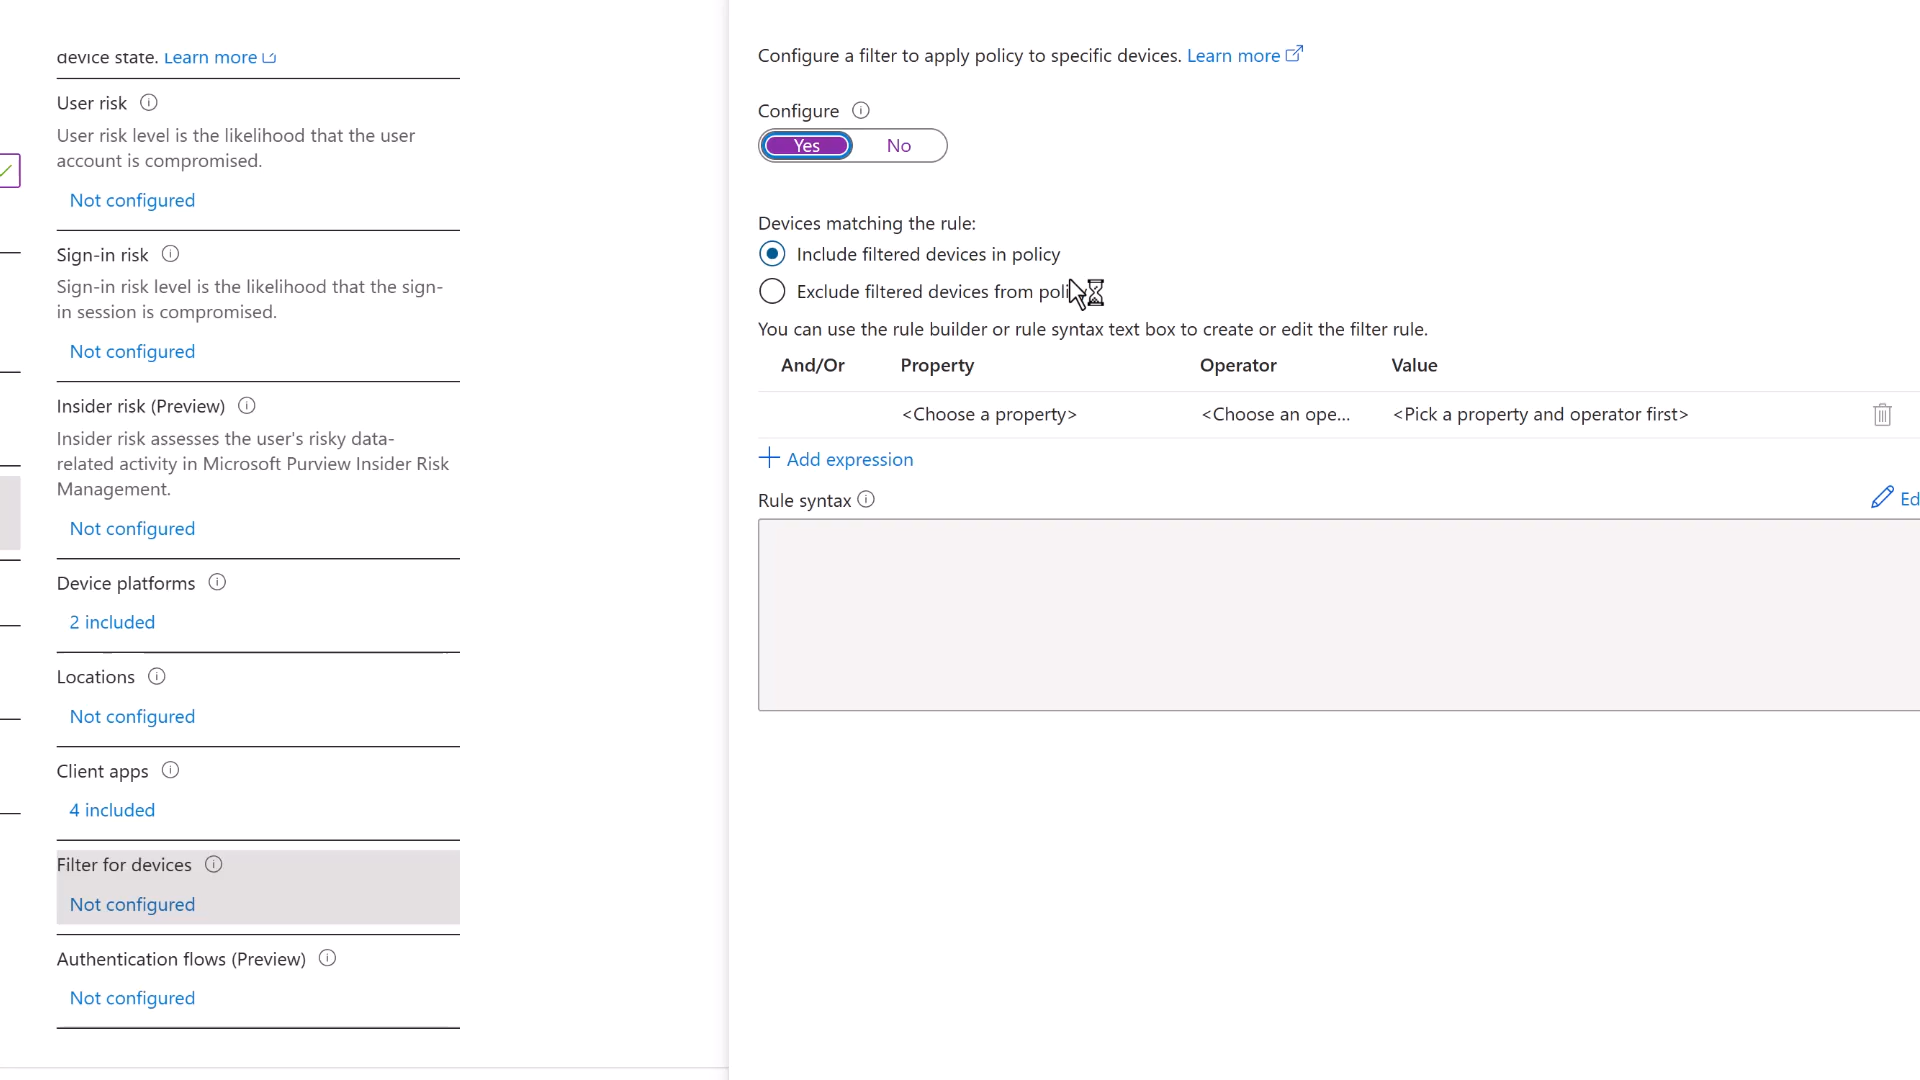 device state. Learn more
User risk
User risk level is the likelihood that the user
account is compromised.
Not configured
Sign-in risk
Sign-in risk level is the likelihood that the sign-
in session is compromised.
Not configured
Insider risk (Preview)
Insider risk assesses the user's risky data-
related activity in Microsoft Purview Insider Risk
Management.
Not configured
Device platforms
2 included
Locations
Not configured
Client apps
4 included
Filter for devices
Not configured
Authentication flows (Preview)
Not configured
Configure a filter to apply policy to specific devices. Learn more
Configure
Yes No
Devices matching the rule:
Include filtered devices in policy
Exclude filtered devices from
You can use the rule builder or rule syntax text box to create or edit the filter rule.
And/Or Property Operator Value
<Choose a property> <Choose an ope... <Pick a property and operator first>
Add expression
Rule syntax